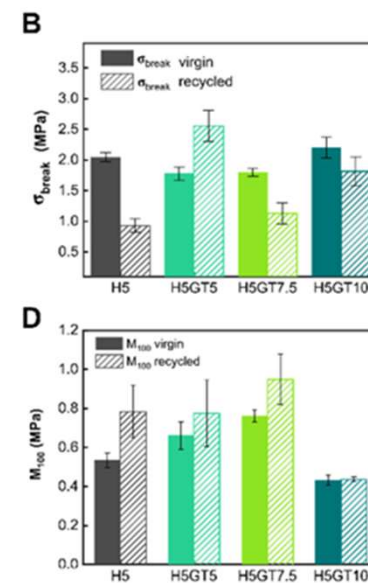 B
σbreak virgin
σbreak recycled
σbreak (MPa)
3.5
3.0
2.5
2.0
1.5
1.0
0.5
H5 H5GT5 H5GT7.5 H5GT10
D
M100 virgin
M100 recycled
M100 (MPa)
1.2
1.0
0.8
0.6
0.4
0.2
0.0
H5 H5GT5 H5GT7.5 H5GT10